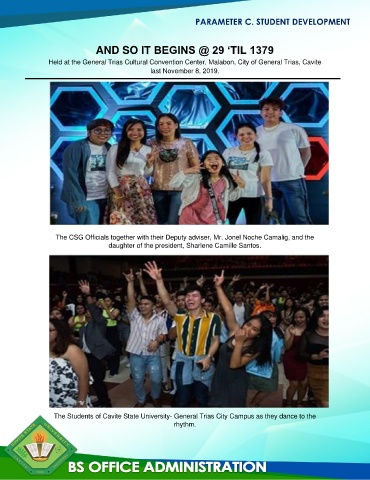 PARAMETER C. STUDENT DEVELOPMENT
AND SO IT BEGINS @ 29 ‘TIL 1379
Held at the General Trias Cultural Convention Center, Malabon, City of General Trias, Cavite
last November 8, 2019.
The CSG Officials together with their Deputy adviser, Mr. Jonel Noche Camalig, and the
daughter of the president, Sharlene Camille Santos.
The Students of Cavite State University- General Trias City Campus as they dance to the
rhythm.
BS OFFICE ADMINISTRATION